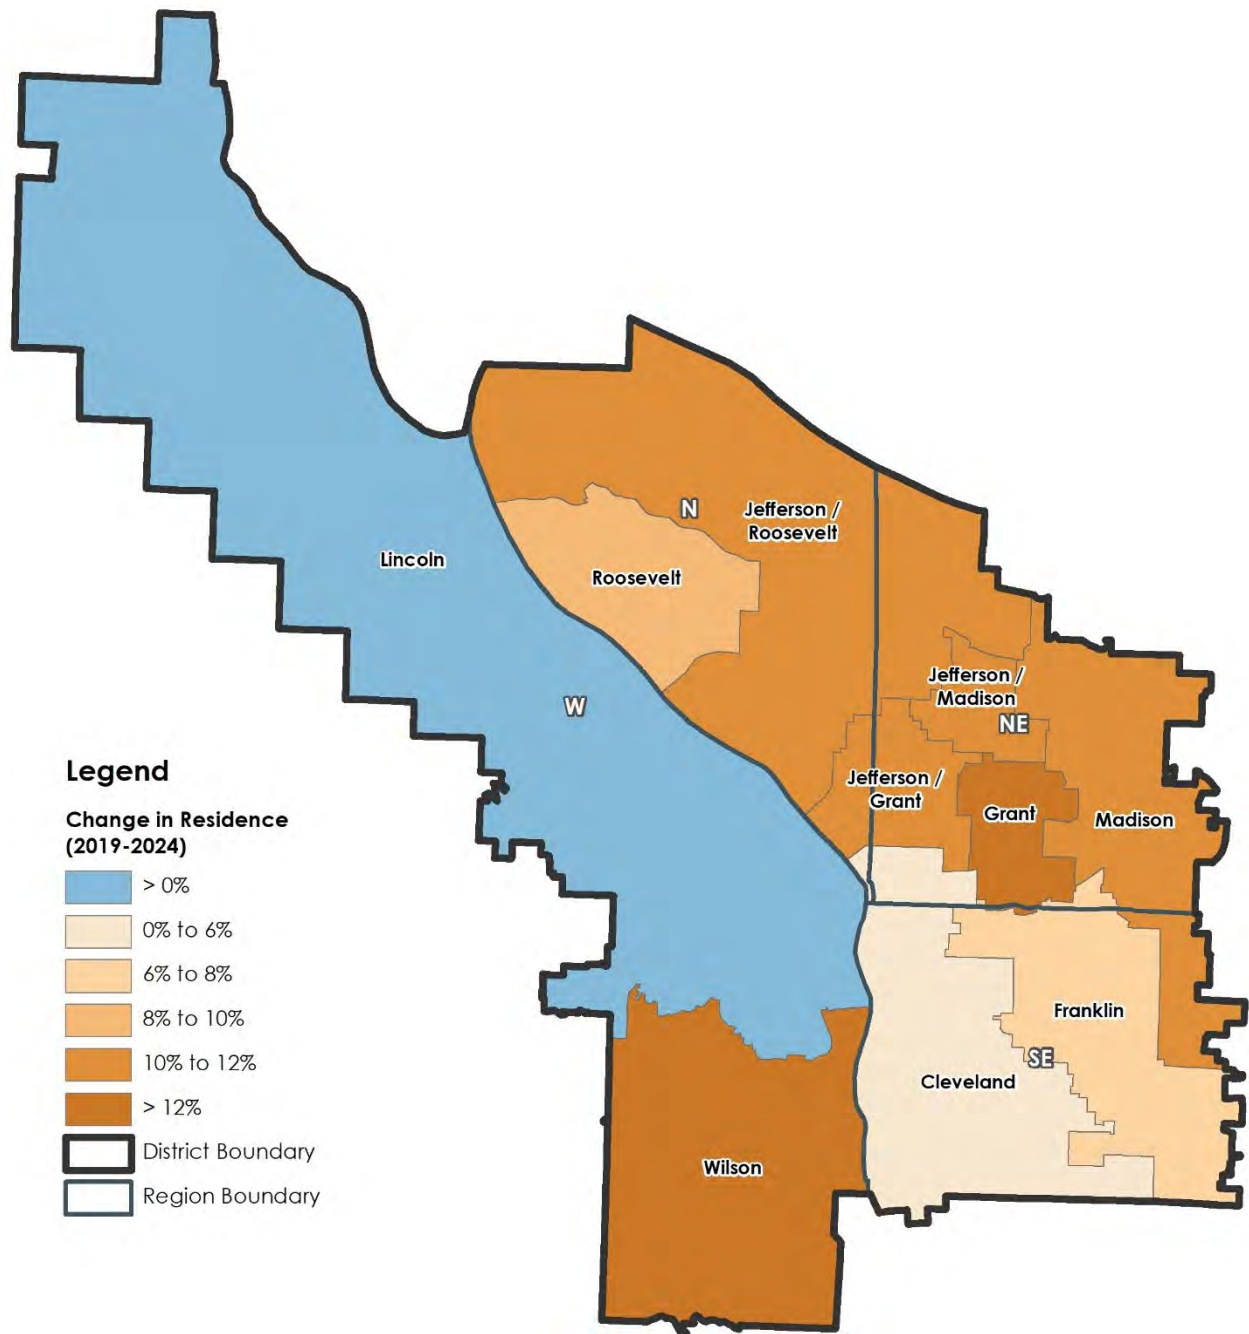 N
Jefferson /
Roosevelt
Lincoln
Roosevelt
Jefferson /
Madison
W
NE
Legend
Jefferson /
Grant
Grant
Madison
Change in Residence
(2019-2024)
> 0%
0% to 6%
6% to 8%
8% to 10%
10% to 12%
> 12%
District Boundary
Region Boundary
Franklin
SE
Cleveland
Wilson